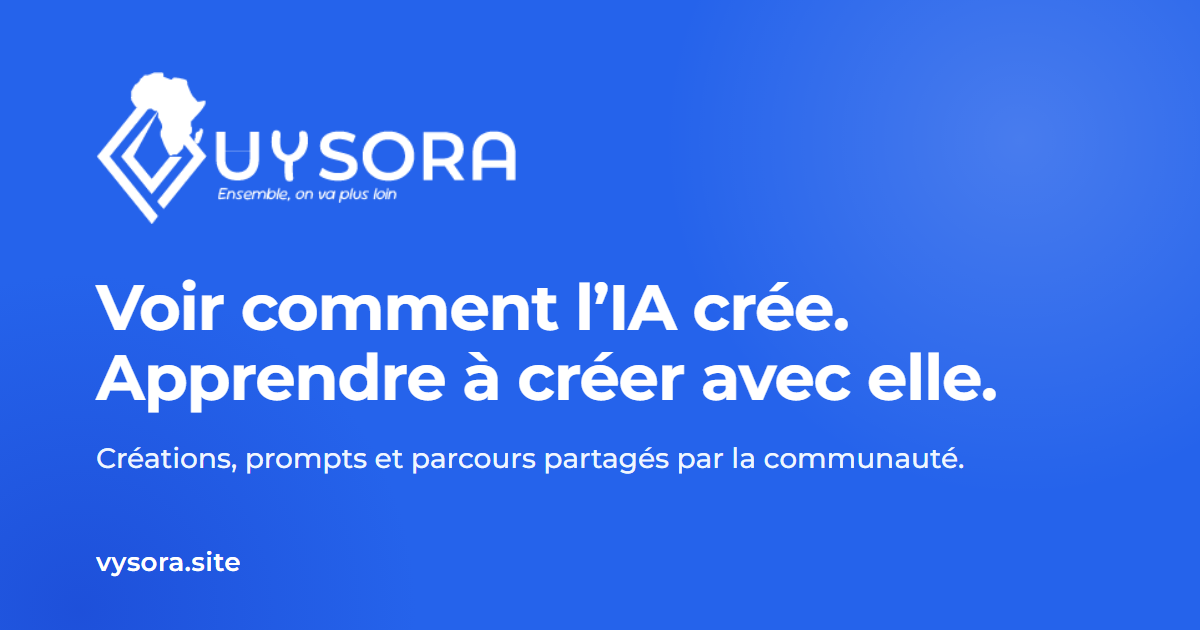 VYSORA
Ensemble, on va plus loin
Voir comment l’IA crée.
Apprendre à créer avec elle.
Créations, prompts et parcours partagés par la communauté.
vysora.site